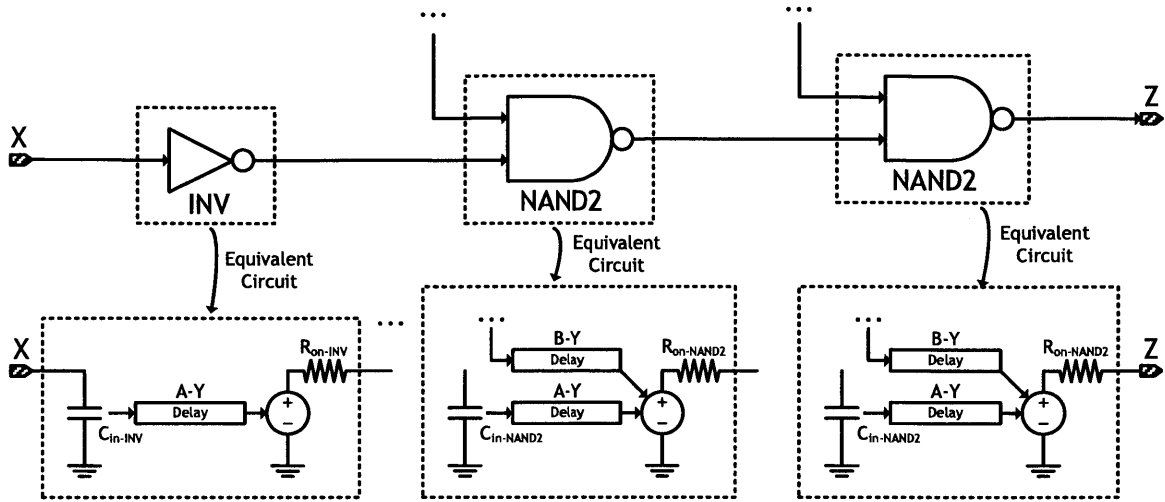 ...
...
X
Z
INV
NAND2
NAND2
Equivalent
Circuit
Equivalent
Circuit
Equivalent
Circuit
X
...
...
...
Z
R_on-INV
B-Y
Delay
R_on-NAND2
B-Y
Delay
R_on-NAND2
A-Y
Delay
+
−
A-Y
Delay
+
−
A-Y
Delay
+
−
C_in-INV
C_in-NAND2
C_in-NAND2